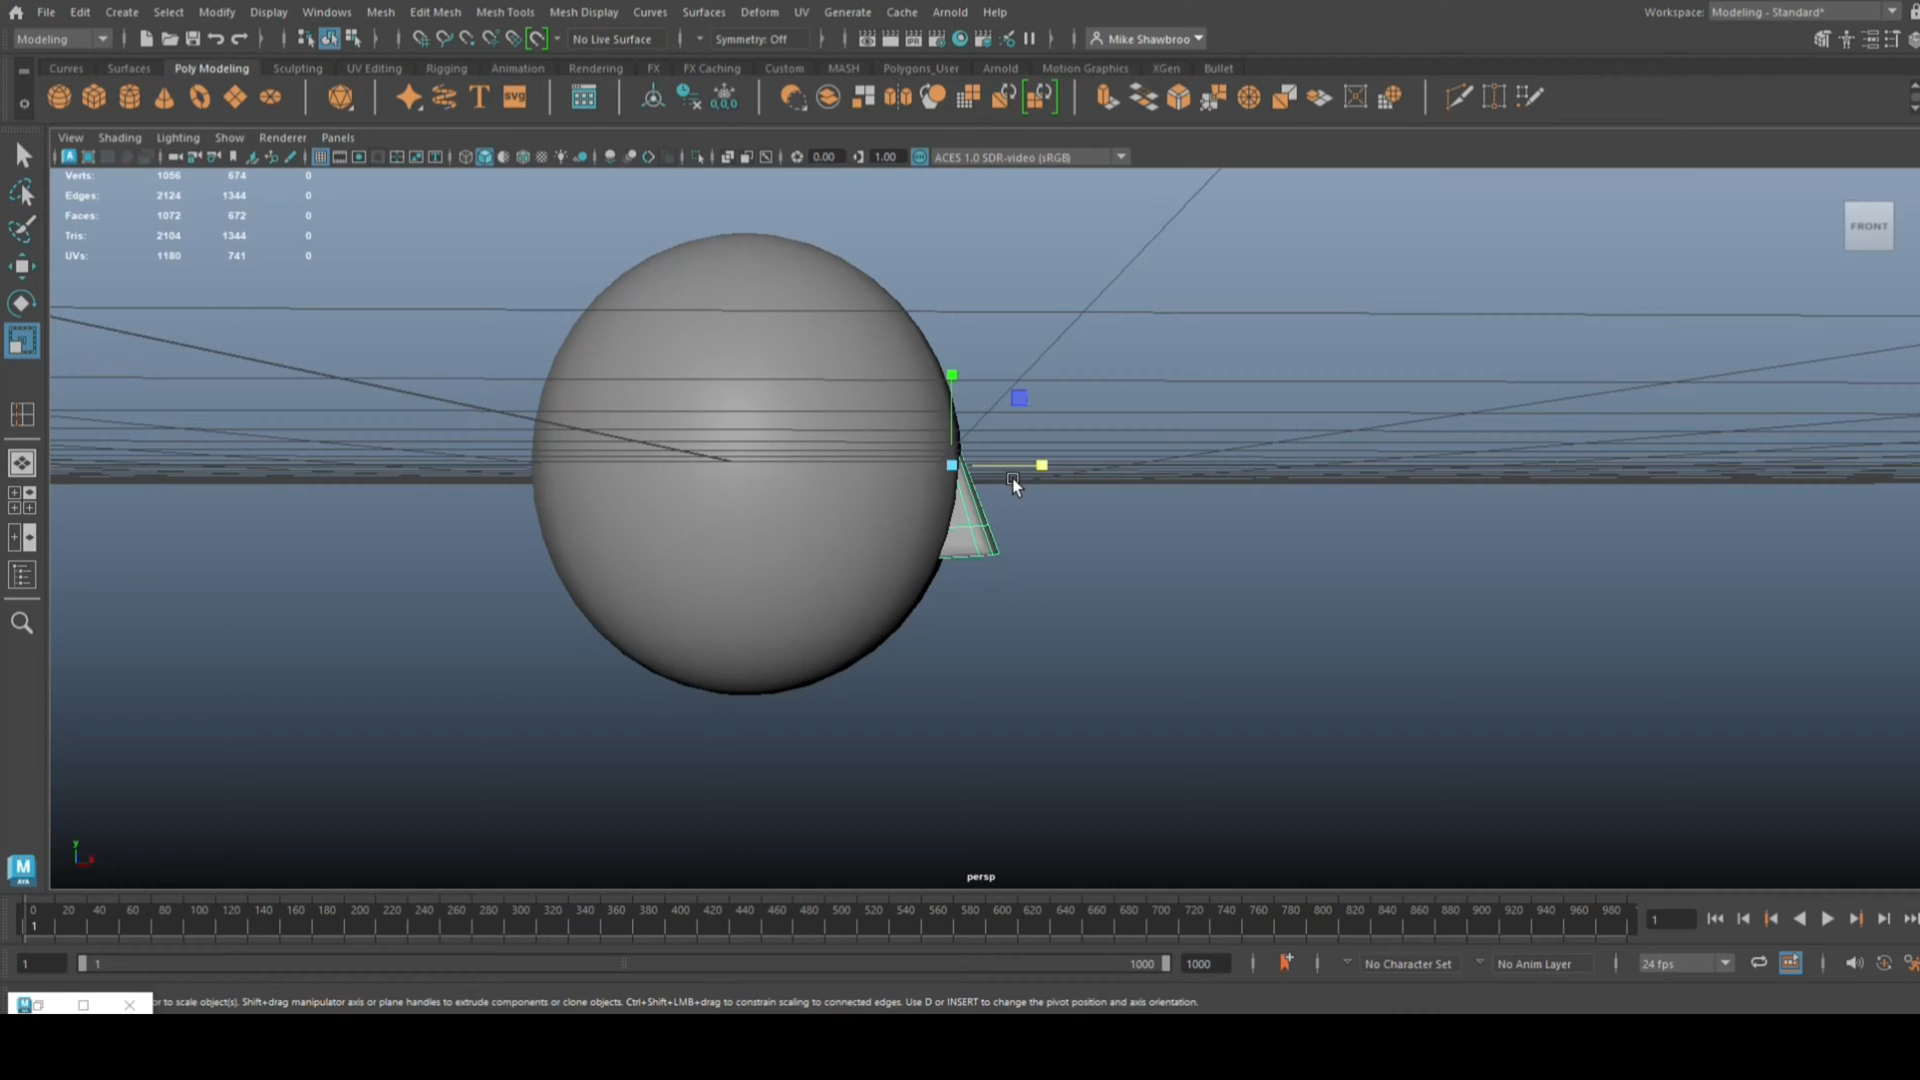 File Edit Create Select Modify Display Windows Mesh Edit Mesh Mesh Tools Mesh Display Curves Surfaces Deform UV Generate Cache Arnold Help Workspace: Modeling - Standard*
Modeling No Live Surface Symmetry: Off Mike Shawbroo
Curves Surfaces Poly Modeling Sculpting UV Editing Rigging Animation Rendering FX FX Caching Custom MASH Polygons_User Arnold Motion Graphics XGen Bullet
T SVG 0,0,0
View Shading Lighting Show Renderer Panels
0.00 1.00 ACES 1.0 SDR-video (sRGB)
Verts: 1056 674 0
Edges: 2124 1344 0
Faces: 1072 672 0
Tris: 2104 1344 0
UVs: 1180 741 0
FRONT
y
persp
M
AYA
0 20 40 60 80 100 120 140 160 180 200 220 240 260 280 300 320 340 360 380 400 420 440 460 480 500 520 540 560 580 600 620 640 660 680 700 720 740 760 780 800 820 840 860 880 900 920 940 960 980
1 1
1 1 1000 1000 No Character Set No Anim Layer 24 fps
or to scale object(s). Shift+drag manipulator axis or plane handles to extrude components or clone objects. Ctrl+Shift+LMB+drag to constrain scaling to connected edges. Use D or INSERT to change the pivot position and axis orientation.